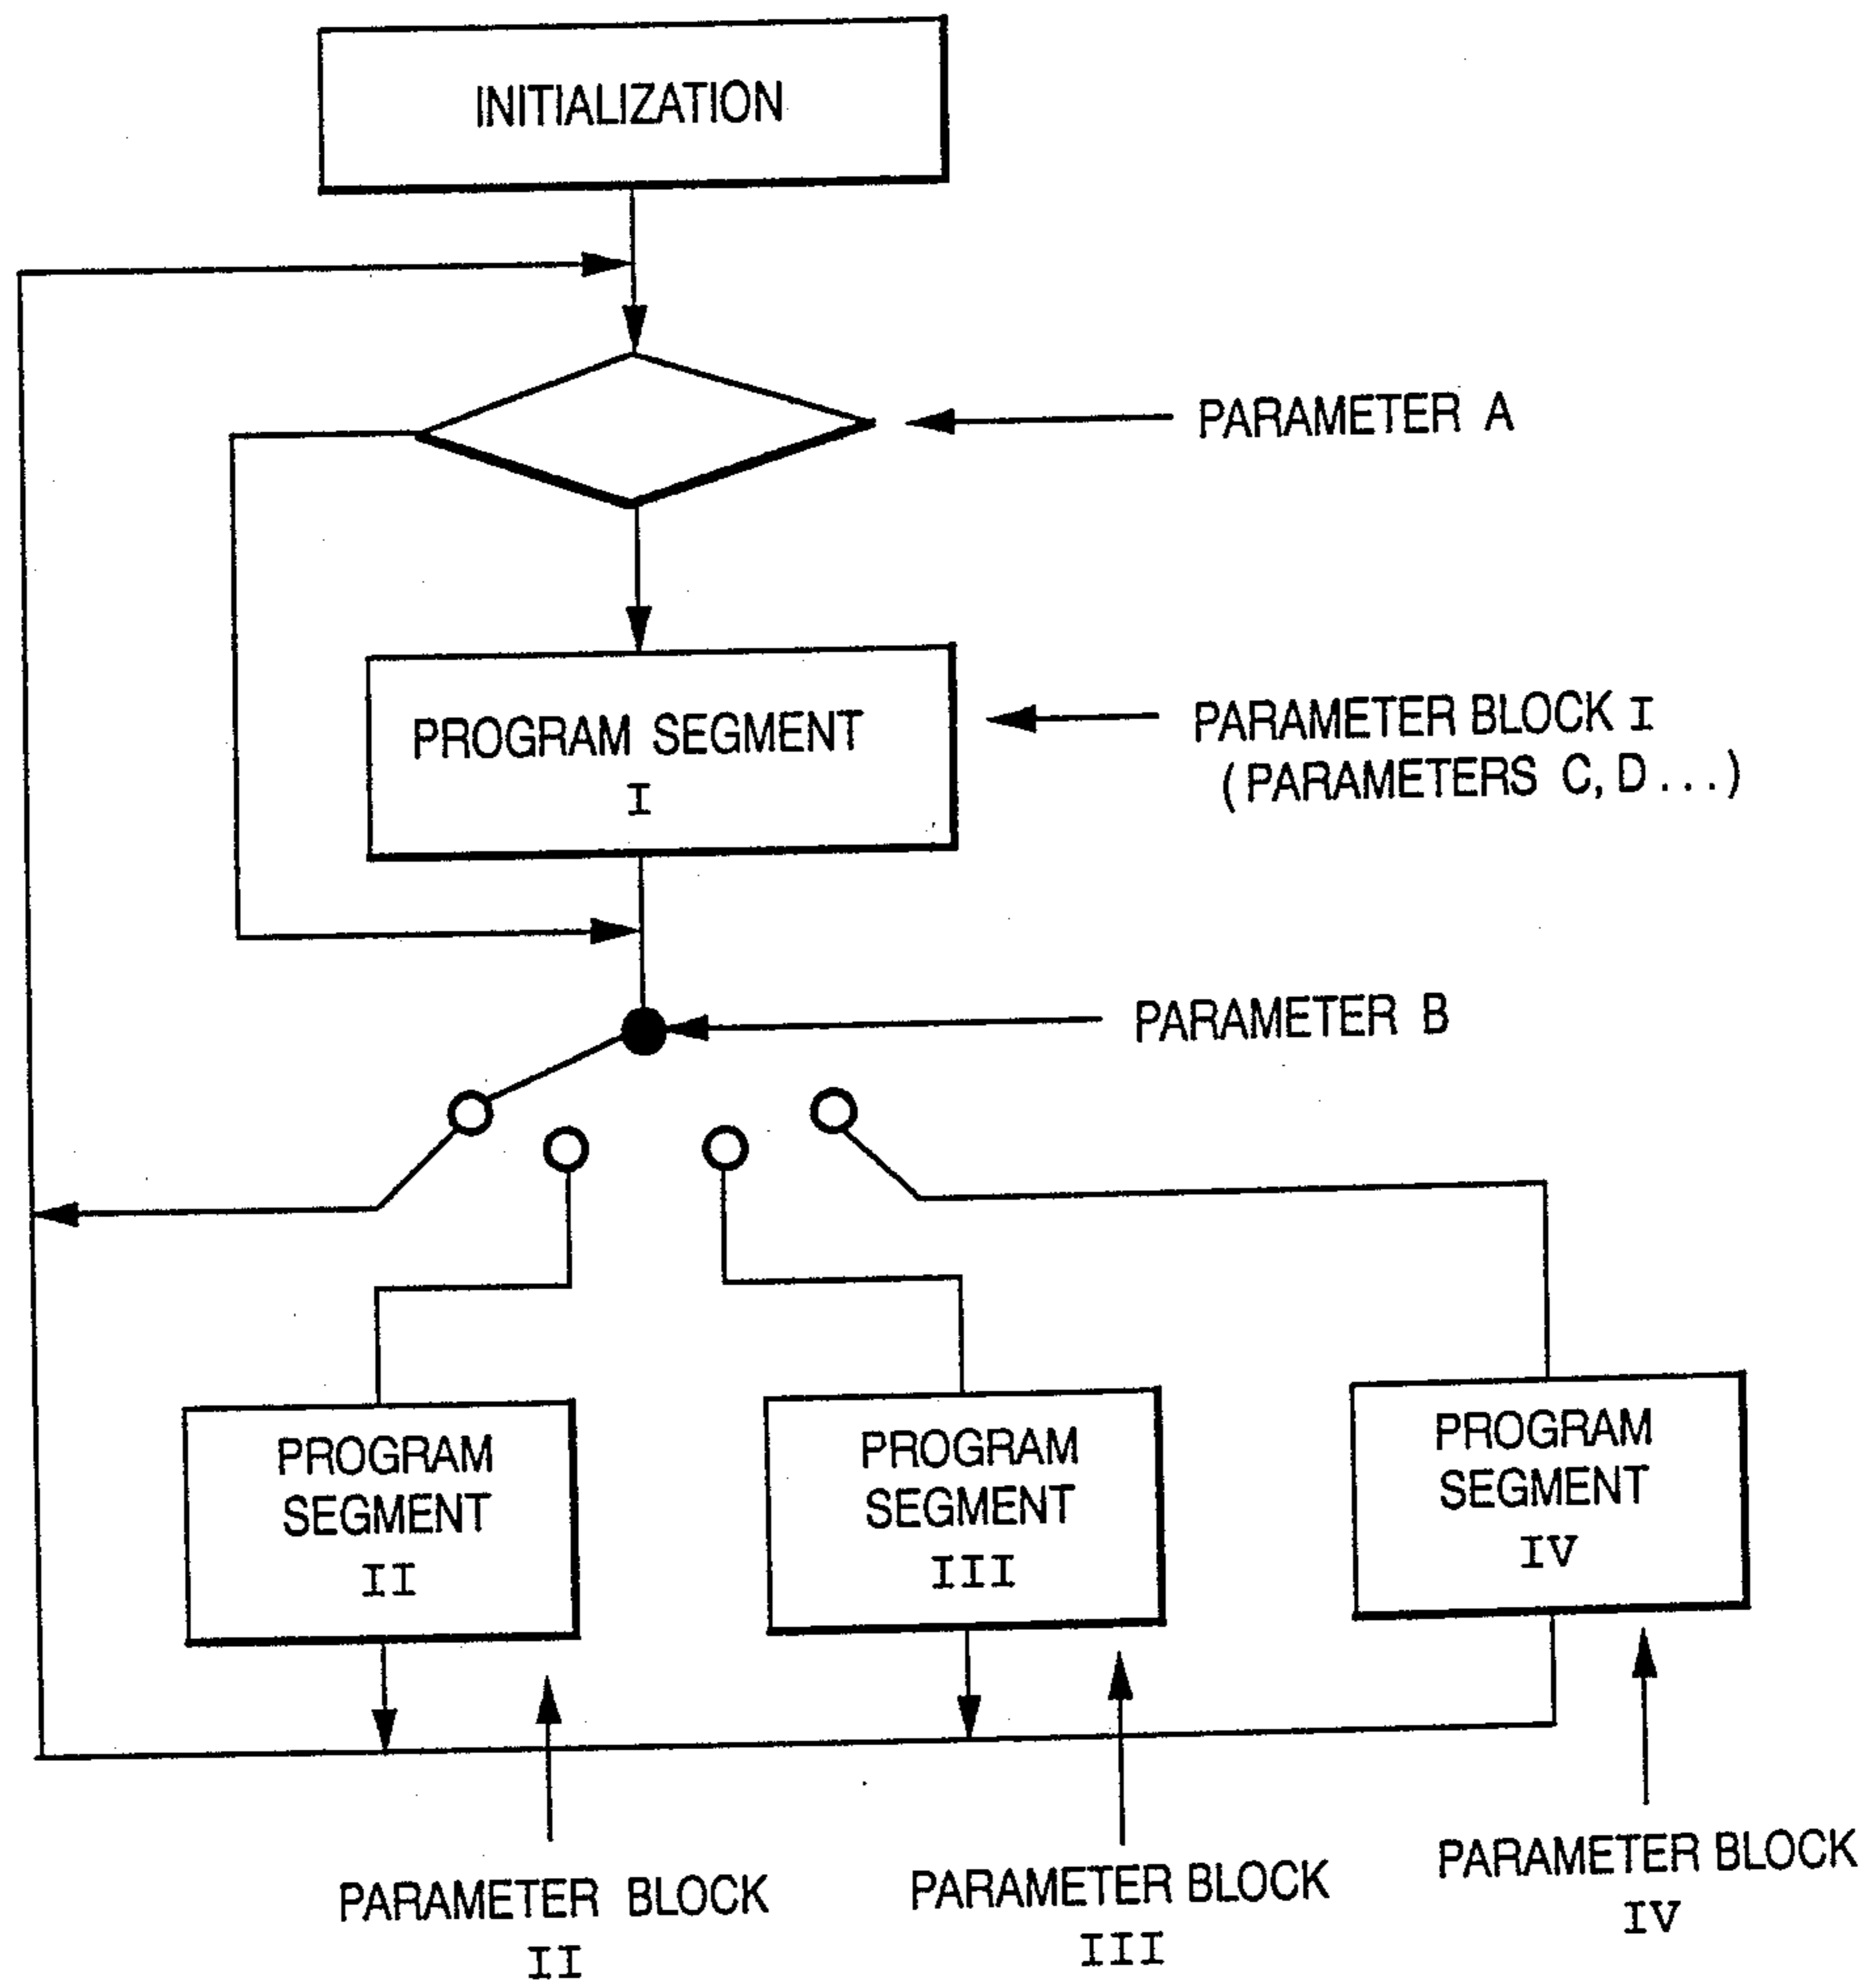 INITIALIZATION
PARAMETER A
PROGRAM SEGMENT
I
PARAMETER BLOCK I
(PARAMETERS C, D...)
PARAMETER B
PROGRAM
SEGMENT
II
PROGRAM
SEGMENT
III
PROGRAM
SEGMENT
IV
PARAMETER BLOCK
II
PARAMETER BLOCK
III
PARAMETER BLOCK
IV